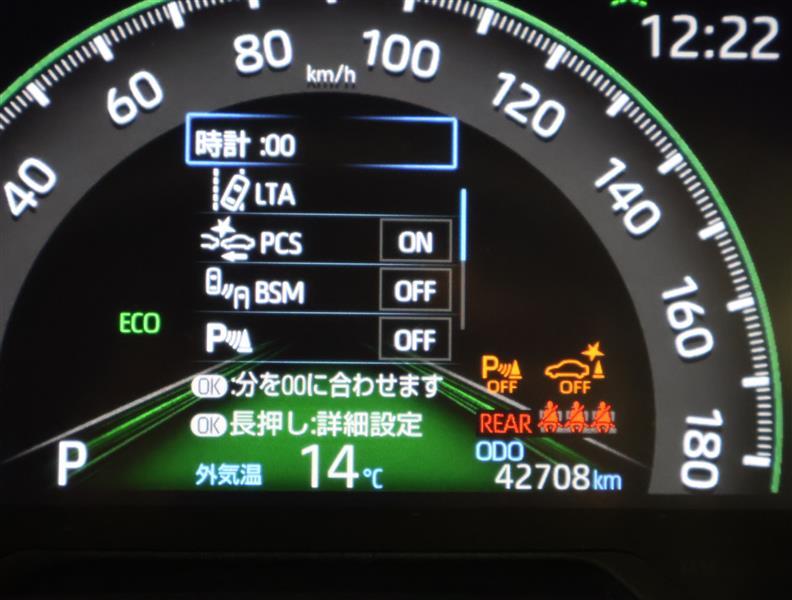 12:22
40
60
80
100
120
140
160
180
km/h
時計 :00
LTA
PCS ON
BSM OFF
P OFF
ECO
OK :分を00に合わせます
OK 長押し:詳細設定
P OFF
OFF
REAR
P
外気温 14℃
ODO
42708km